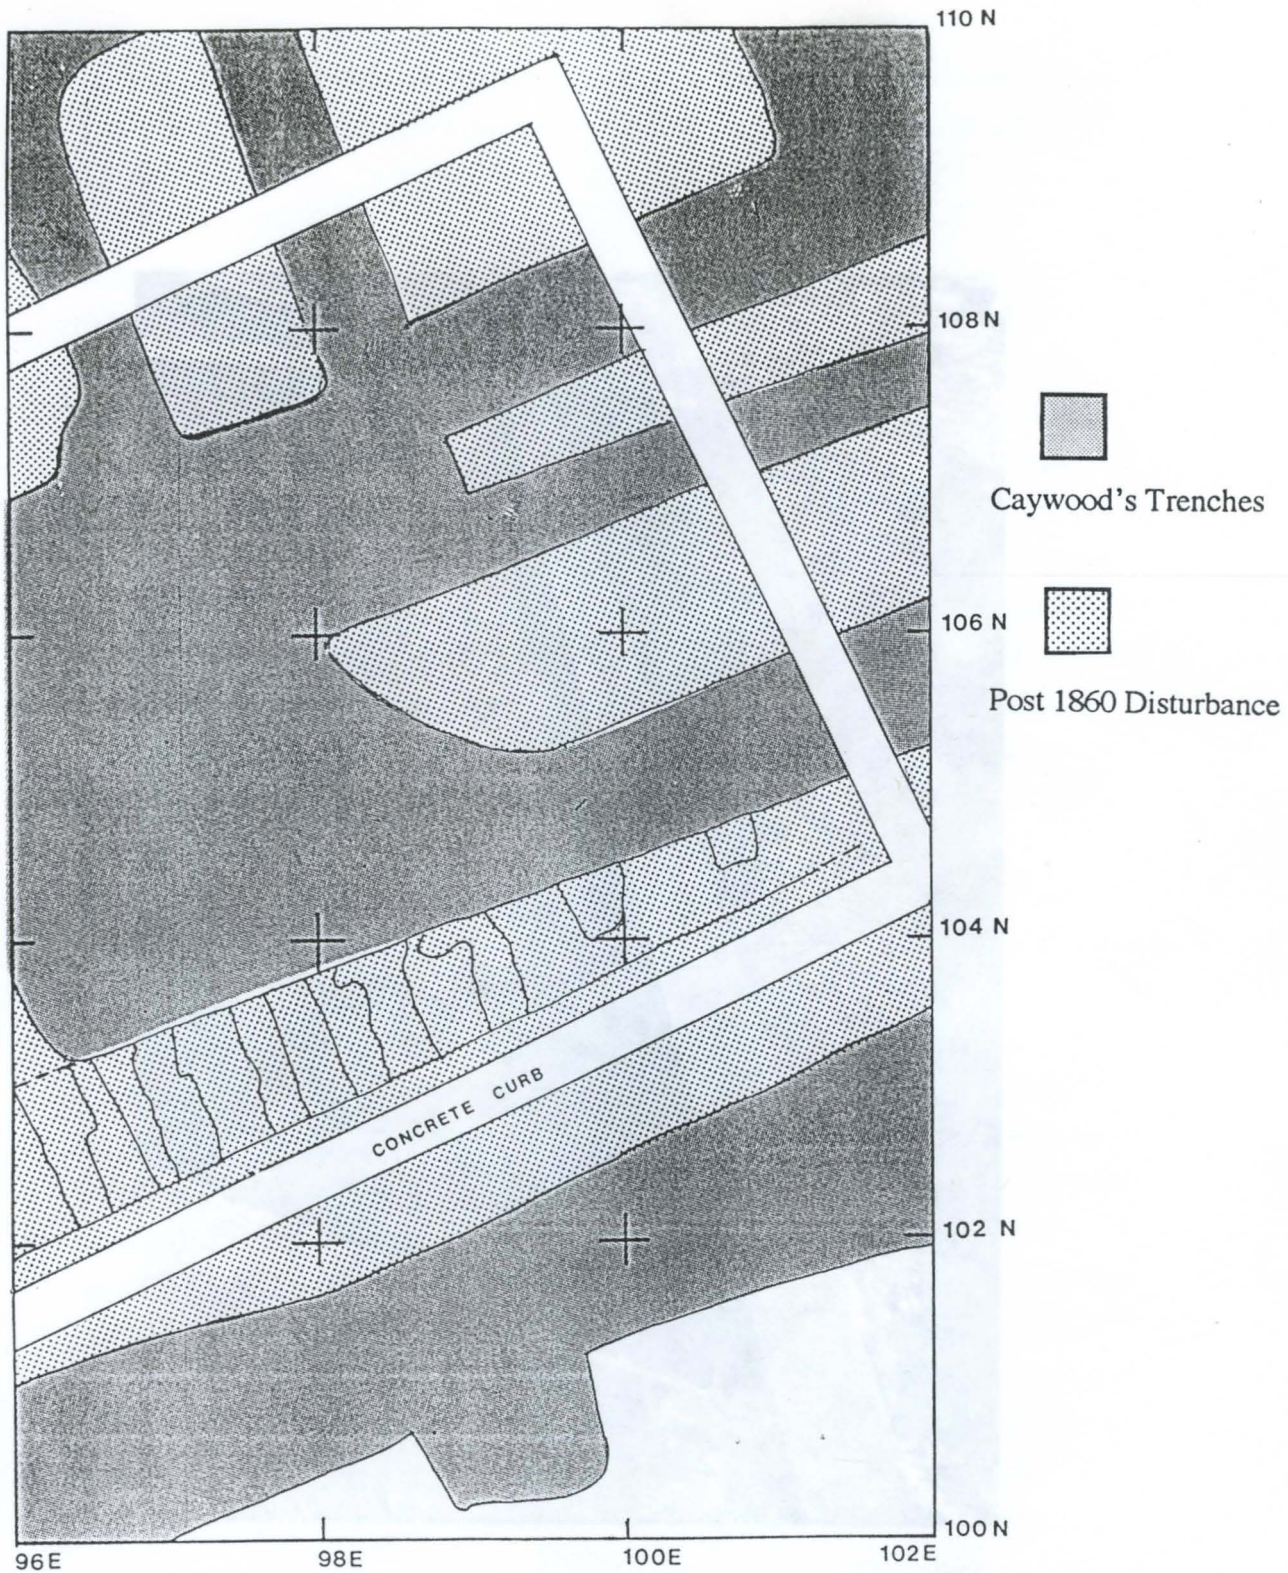 110 N
108 N
Caywood's Trenches
106 N
Post 1860 Disturbance
104 N
CONCRETE CURB
102 N
100 N
96E
98E
100E
102E